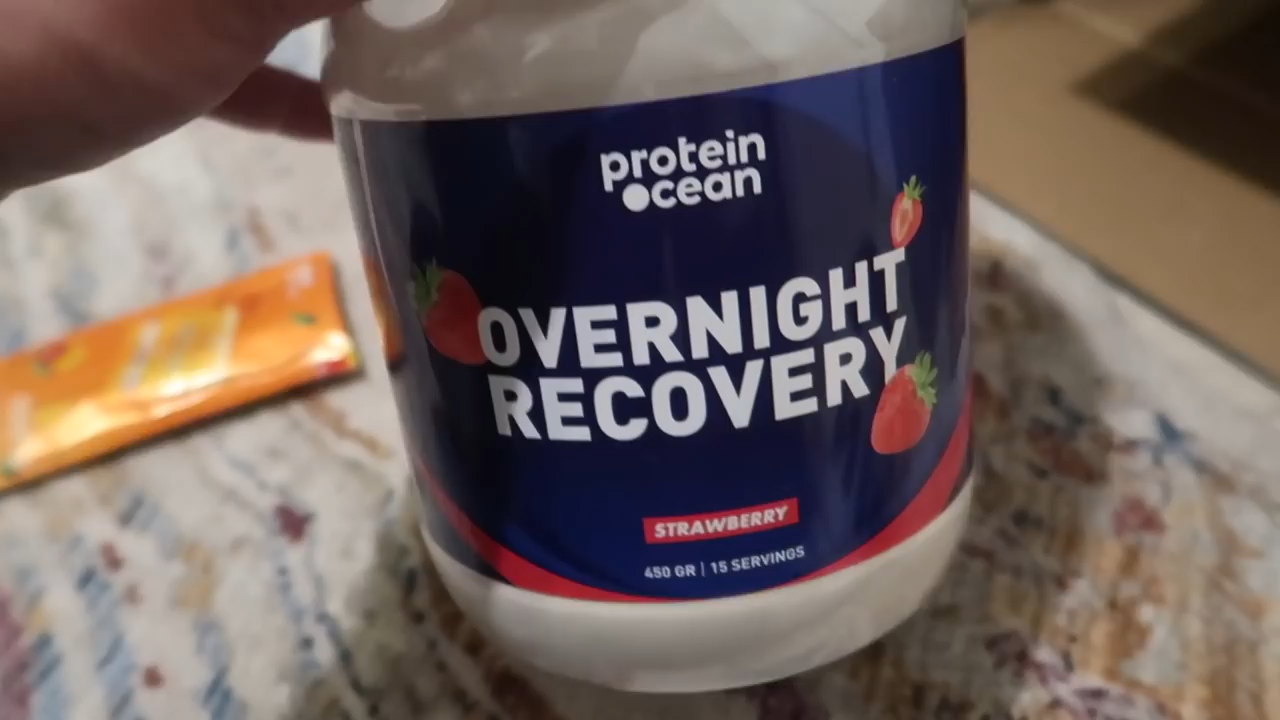 protein
ocean
OVERNIGHT
RECOVERY
STRAWBERRY
450 GR | 15 SERVINGS